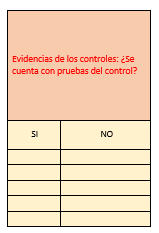 Evidencias de los controles: ¿Se
cuenta con pruebas del control?
SI NO